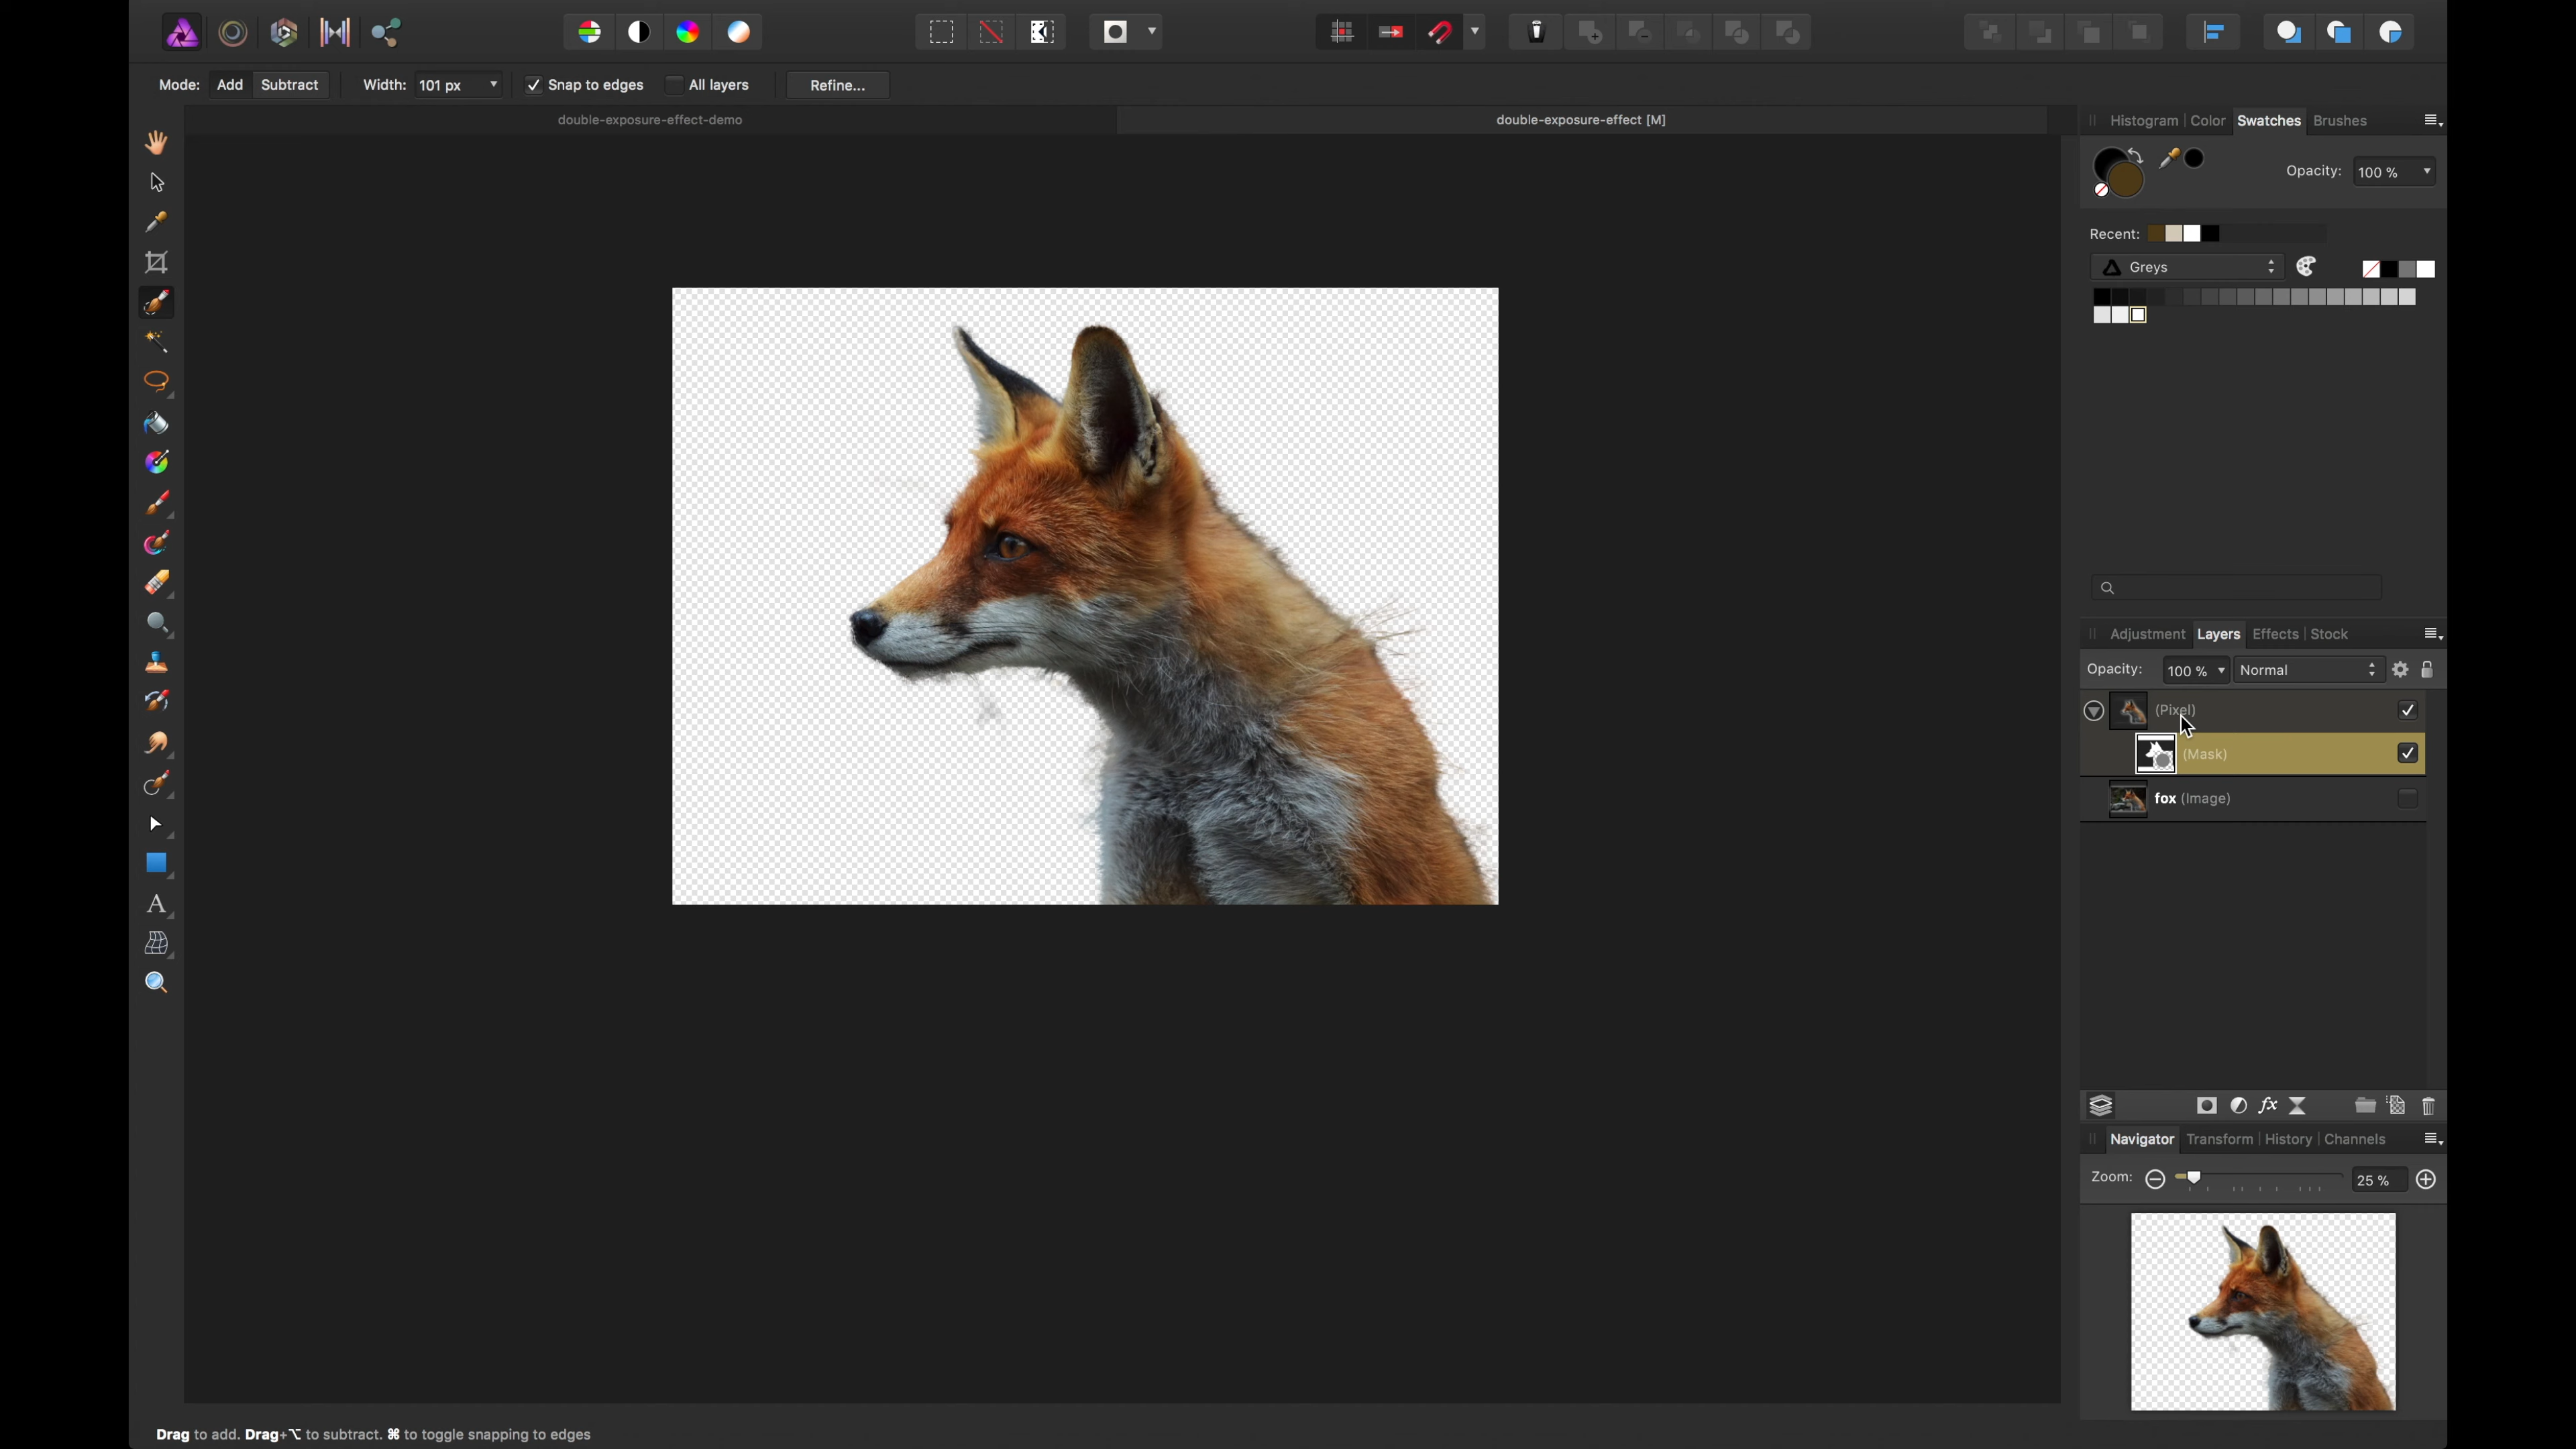 Mode: Add Subtract Width: 101 px Snap to edges All layers Refine...
double-exposure-effect-demo double-exposure-effect [M]
Histogram Color Swatches Brushes
Opacity: 100 %
Recent:
Greys
Adjustment Layers Effects Stock
Opacity: 100 % Normal
(Pixel)
(Mask)
fox (Image)
fx
Navigator Transform History Channels
Zoom: 25 %
Drag to add. Drag+⌥ to subtract. ⌘ to toggle snapping to edges